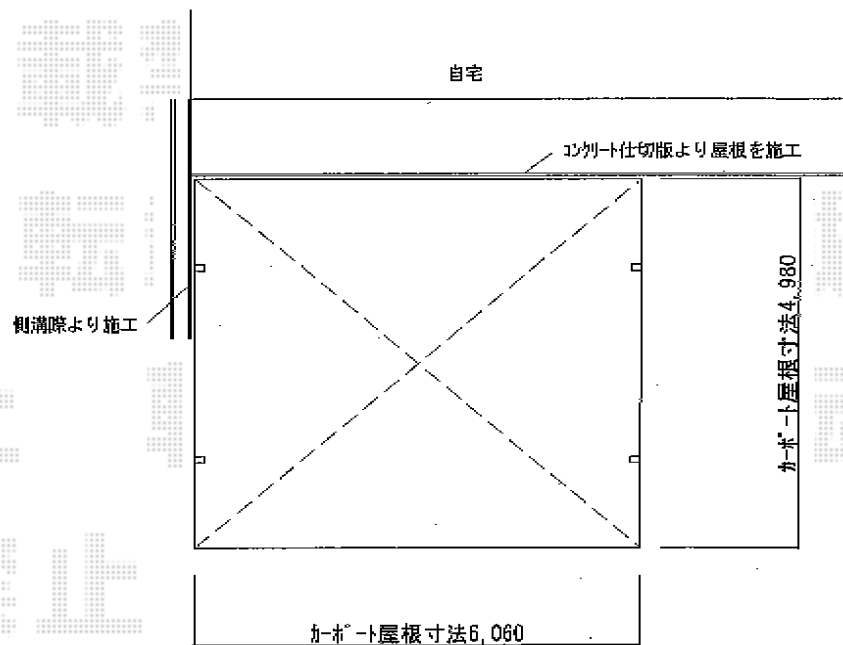 自宅
コンクリート仕切版より屋根を施工
側溝際より施工
カーポート屋根寸法4,980
カーポート屋根寸法6,060
転
止